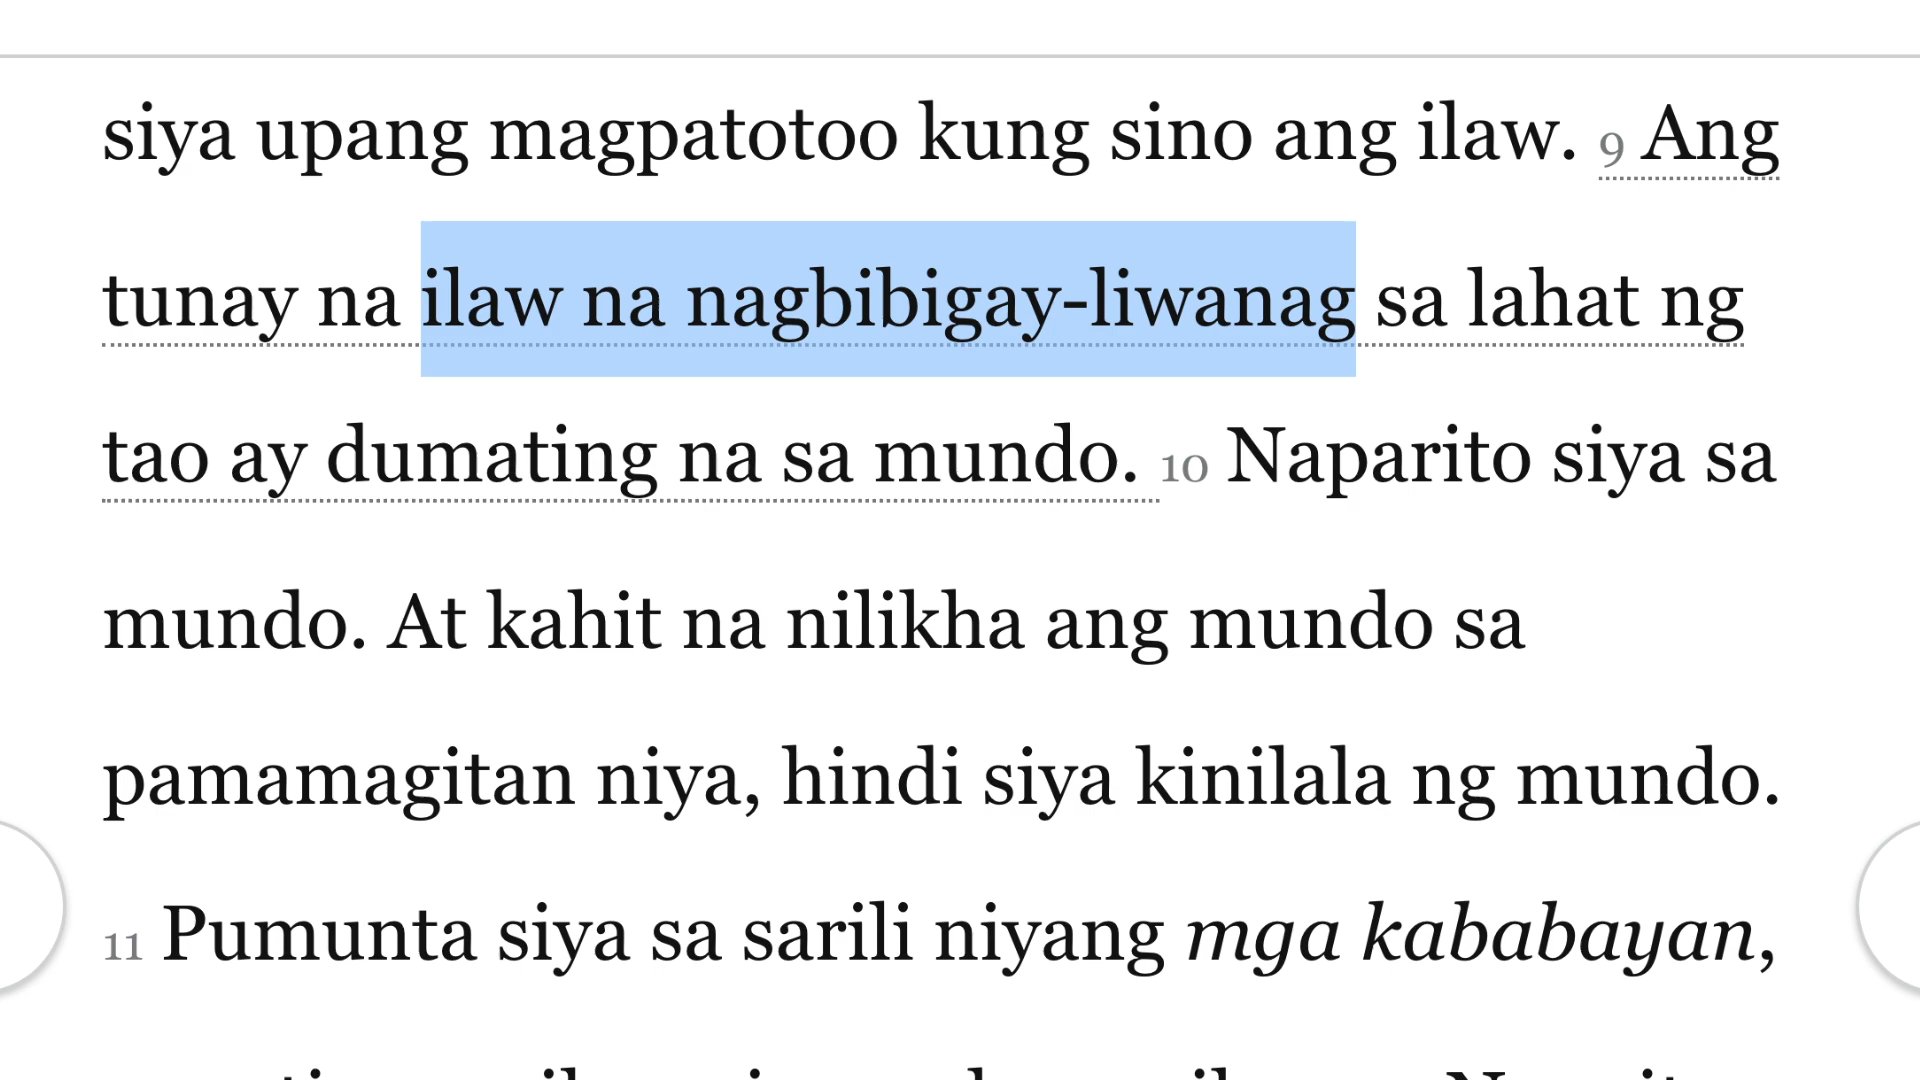 siya upang magpatotoo kung sino ang ilaw. 9 Ang
tunay na ilaw na nagbibigay-liwanag sa lahat ng
tao ay dumating na sa mundo. 10 Naparito siya sa
mundo. At kahit na nilikha ang mundo sa
pamamagitan niya, hindi siya kinilala ng mundo.
11 Pumunta siya sa sarili niyang mga kababayan,